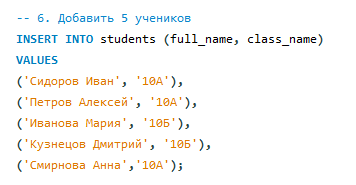 -- 6. Добавить 5 учеников
INSERT INTO students (full_name, class_name)
VALUES
('Сидоров Иван', '10А'),
('Петров Алексей', '10А'),
('Иванова Мария', '10Б'),
('Кузнецов Дмитрий', '10Б'),
('Смирнова Анна','10А');